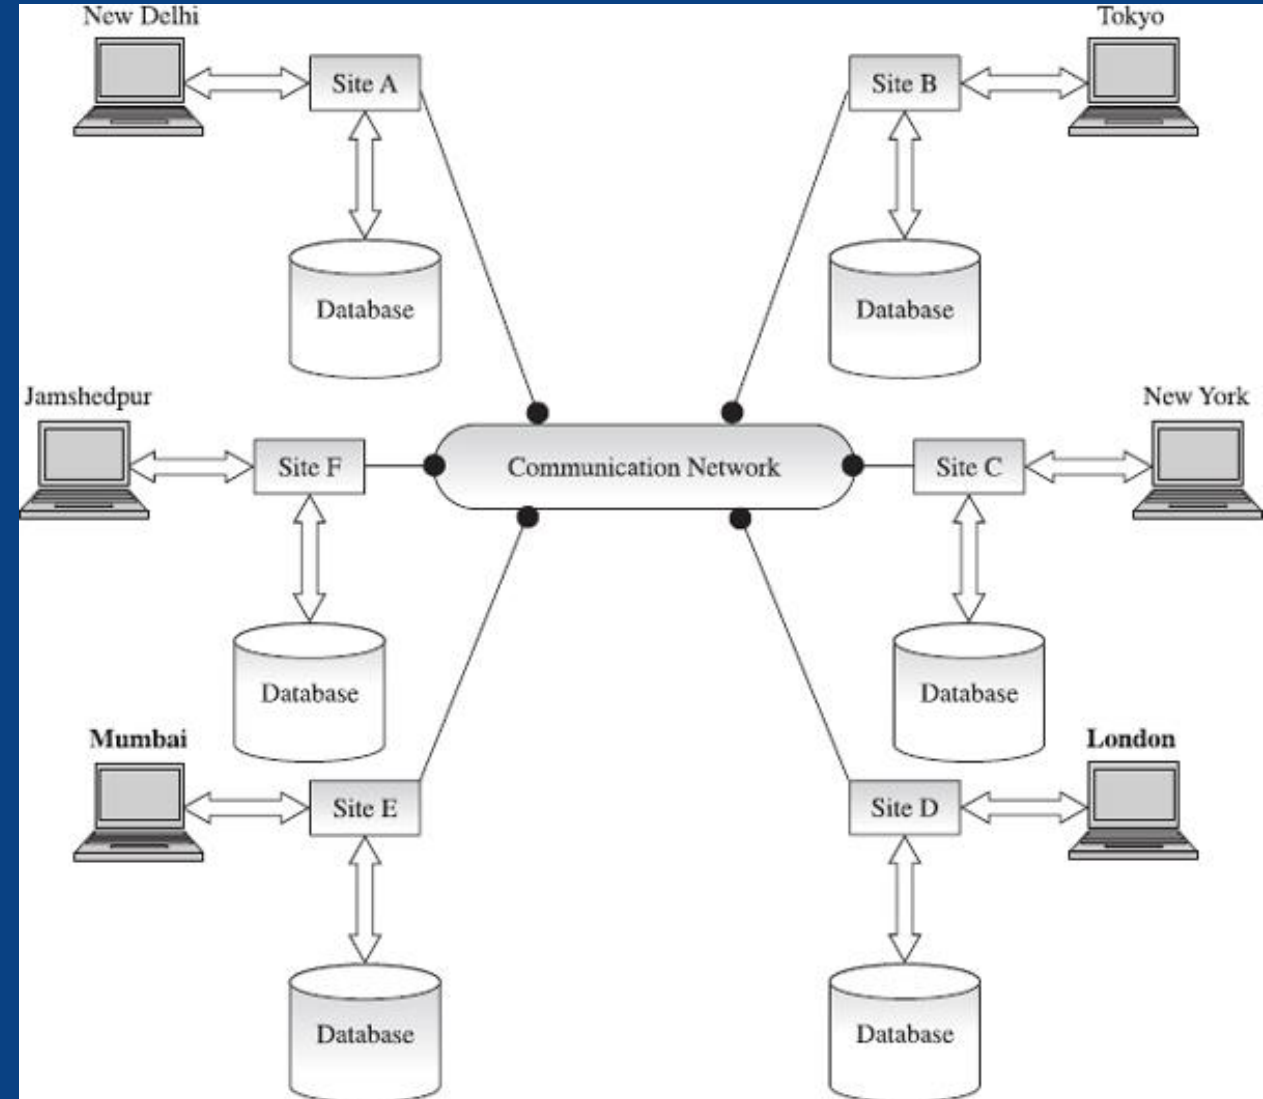 New Delhi
Tokyo
Site A
Site B
Database
Database
Jamshedpur
New York
Site F
Communication Network
Site C
Database
Database
Mumbai
London
Site E
Site D
Database
Database